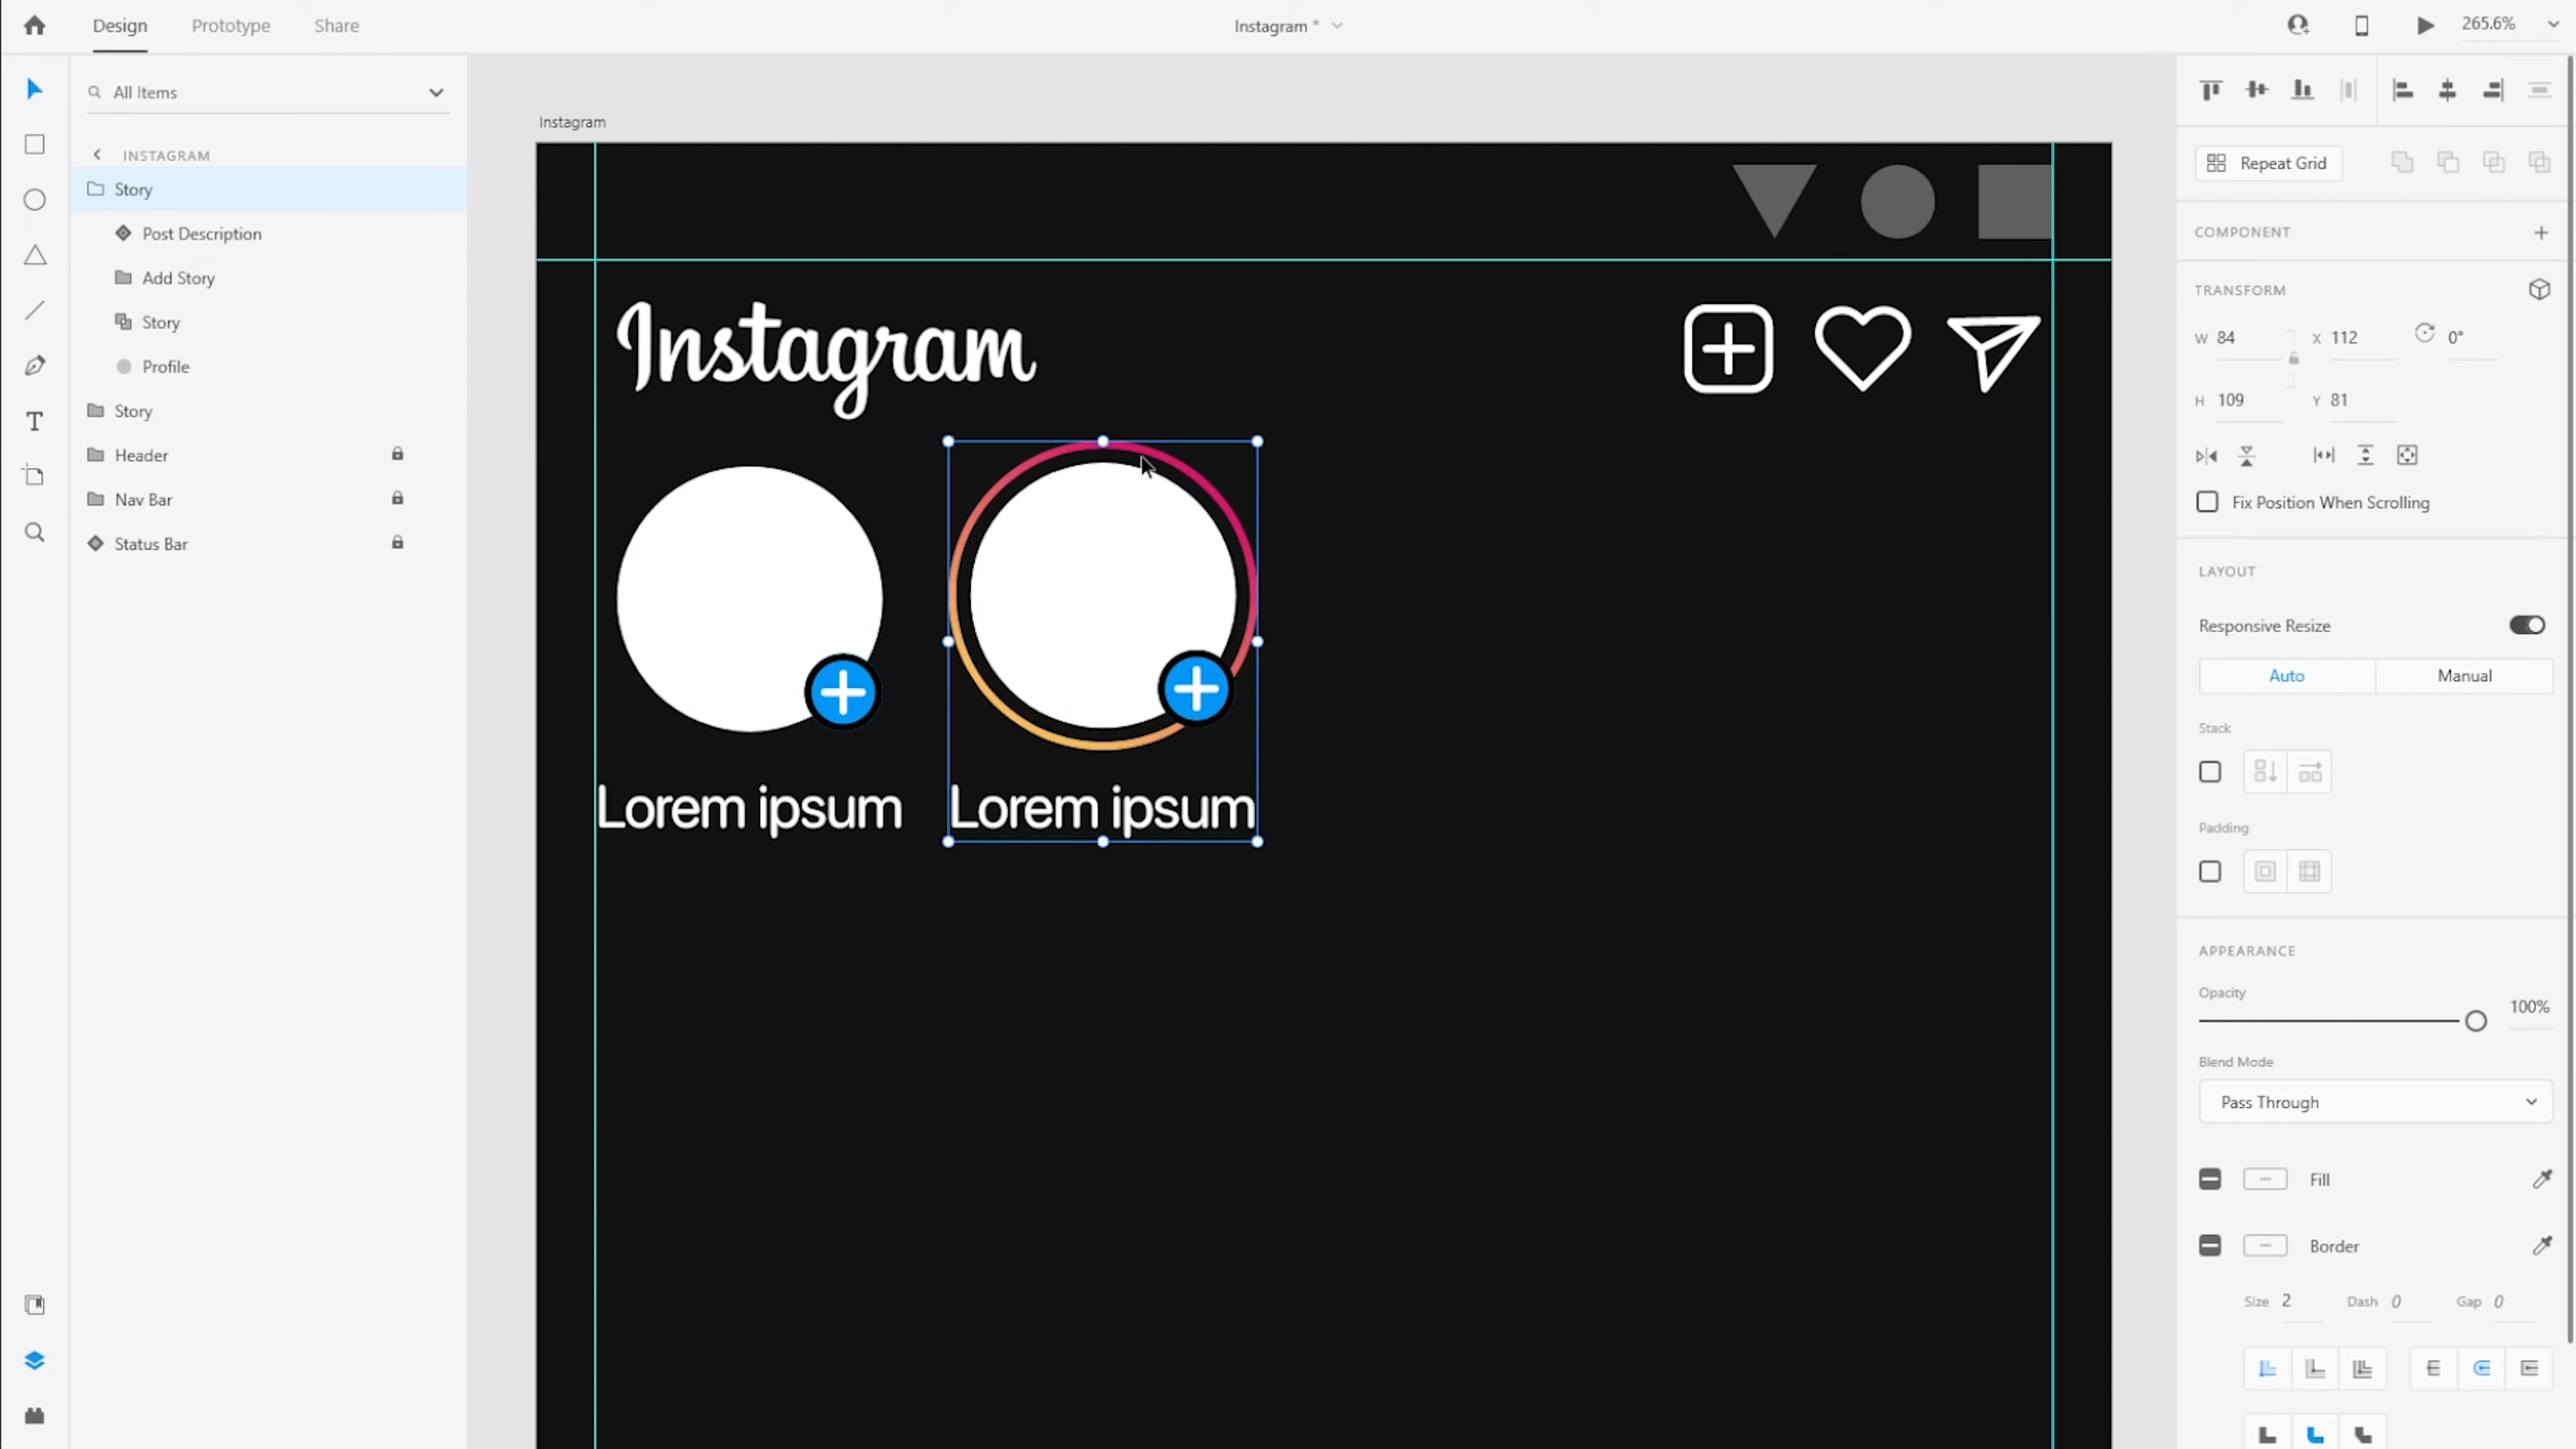 Design Prototype Share Instagram * 265.6%
All Items
INSTAGRAM
Story
Post Description
Add Story
Story
Profile
Story
Header
Nav Bar
Status Bar
Instagram
Instagram
Lorem ipsum Lorem ipsum
Repeat Grid
COMPONENT
TRANSFORM
W 84 X 112 0°
H 109 Y 81
Fix Position When Scrolling
LAYOUT
Responsive Resize
Auto Manual
Stack
Padding
APPEARANCE
Opacity
100%
Blend Mode
Pass Through
Fill
Border
Size 2 Dash 0 Gap 0